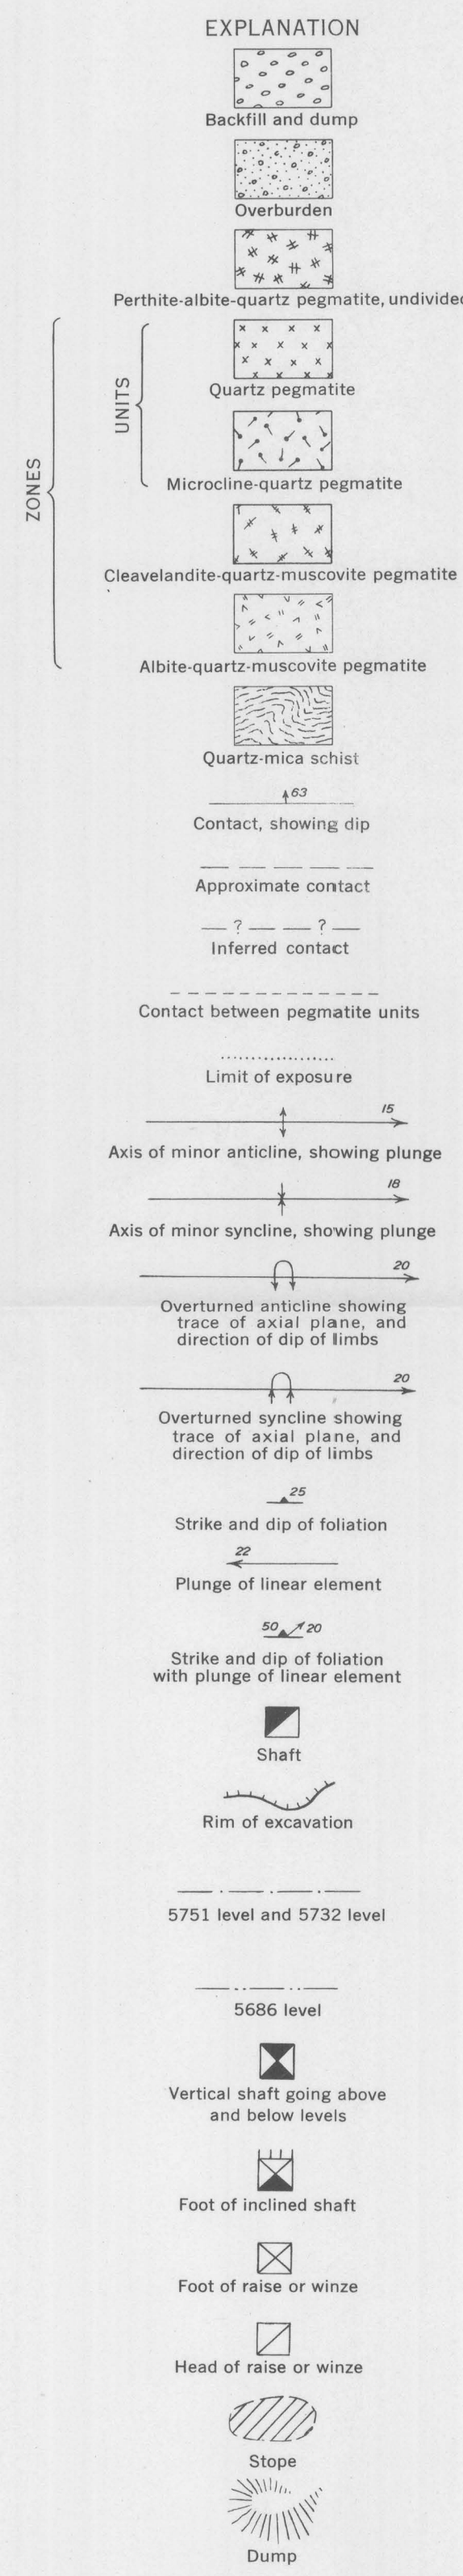 EXPLANATION
Backfill and dump
Overburden
Perthite-albite-quartz pegmatite, undivided
ZONES
UNITS
Quartz pegmatite
Microcline-quartz pegmatite
Cleavelandite-quartz-muscovite pegmatite
Albite-quartz-muscovite pegmatite
Quartz-mica schist
63
Contact, showing dip
Approximate contact
? ?
Inferred contact
Contact between pegmatite units
Limit of exposure
15
Axis of minor anticline, showing plunge
18
Axis of minor syncline, showing plunge
20
Overturned anticline showing
trace of axial plane, and
direction of dip of limbs
20
Overturned syncline showing
trace of axial plane, and
direction of dip of limbs
25
Strike and dip of foliation
22
Plunge of linear element
50 20
Strike and dip of foliation
with plunge of linear element
Shaft
Rim of excavation
5751 level and 5732 level
5686 level
Vertical shaft going above
and below levels
Foot of inclined shaft
Foot of raise or winze
Head of raise or winze
Stope
Dump